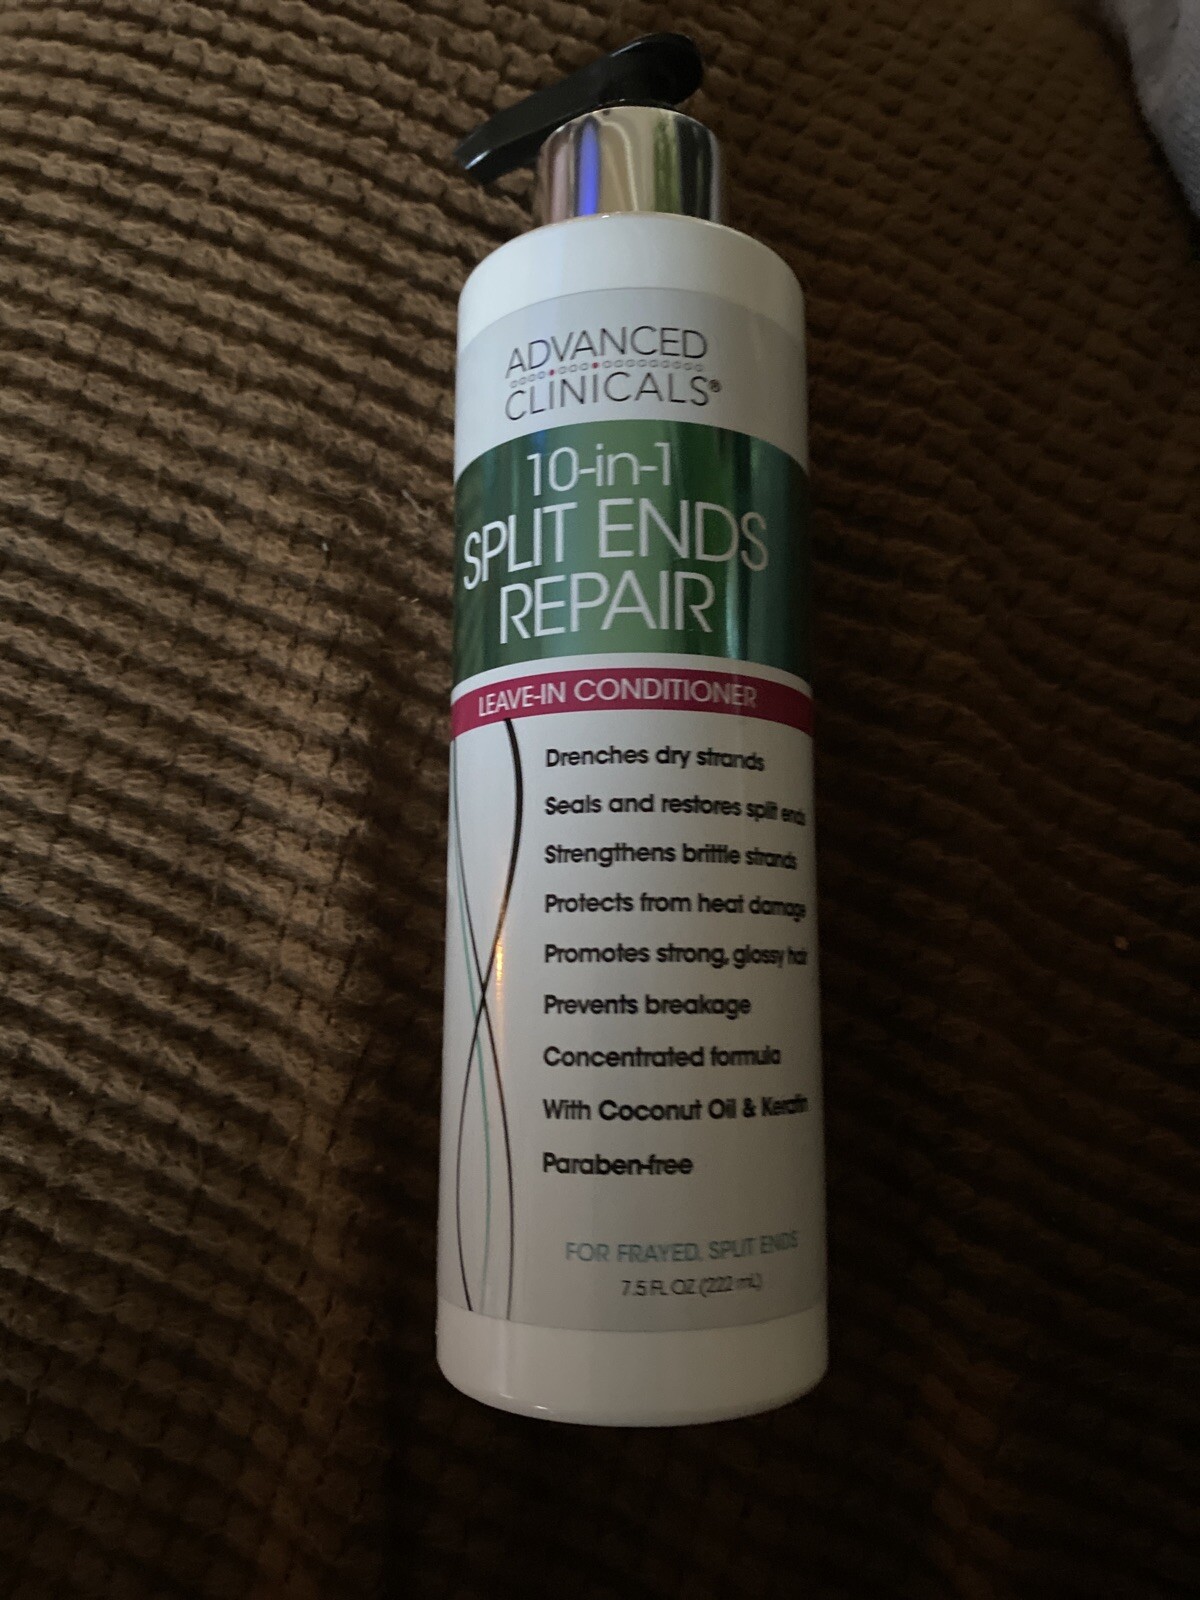 ADVANCED
CLINICALS®
10-in-1
SPLIT ENDS
REPAIR
LEAVE-IN CONDITIONER
Drenches dry strands
Seals and restores split ends
Strengthens brittle strands
Protects from heat damage
Promotes strong, glossy hair
Prevents breakage
Concentrated formula
With Coconut Oil & Keratin
Paraben-free
FOR FRAYED, SPLIT ENDS
7.5 FL OZ (222 mL)